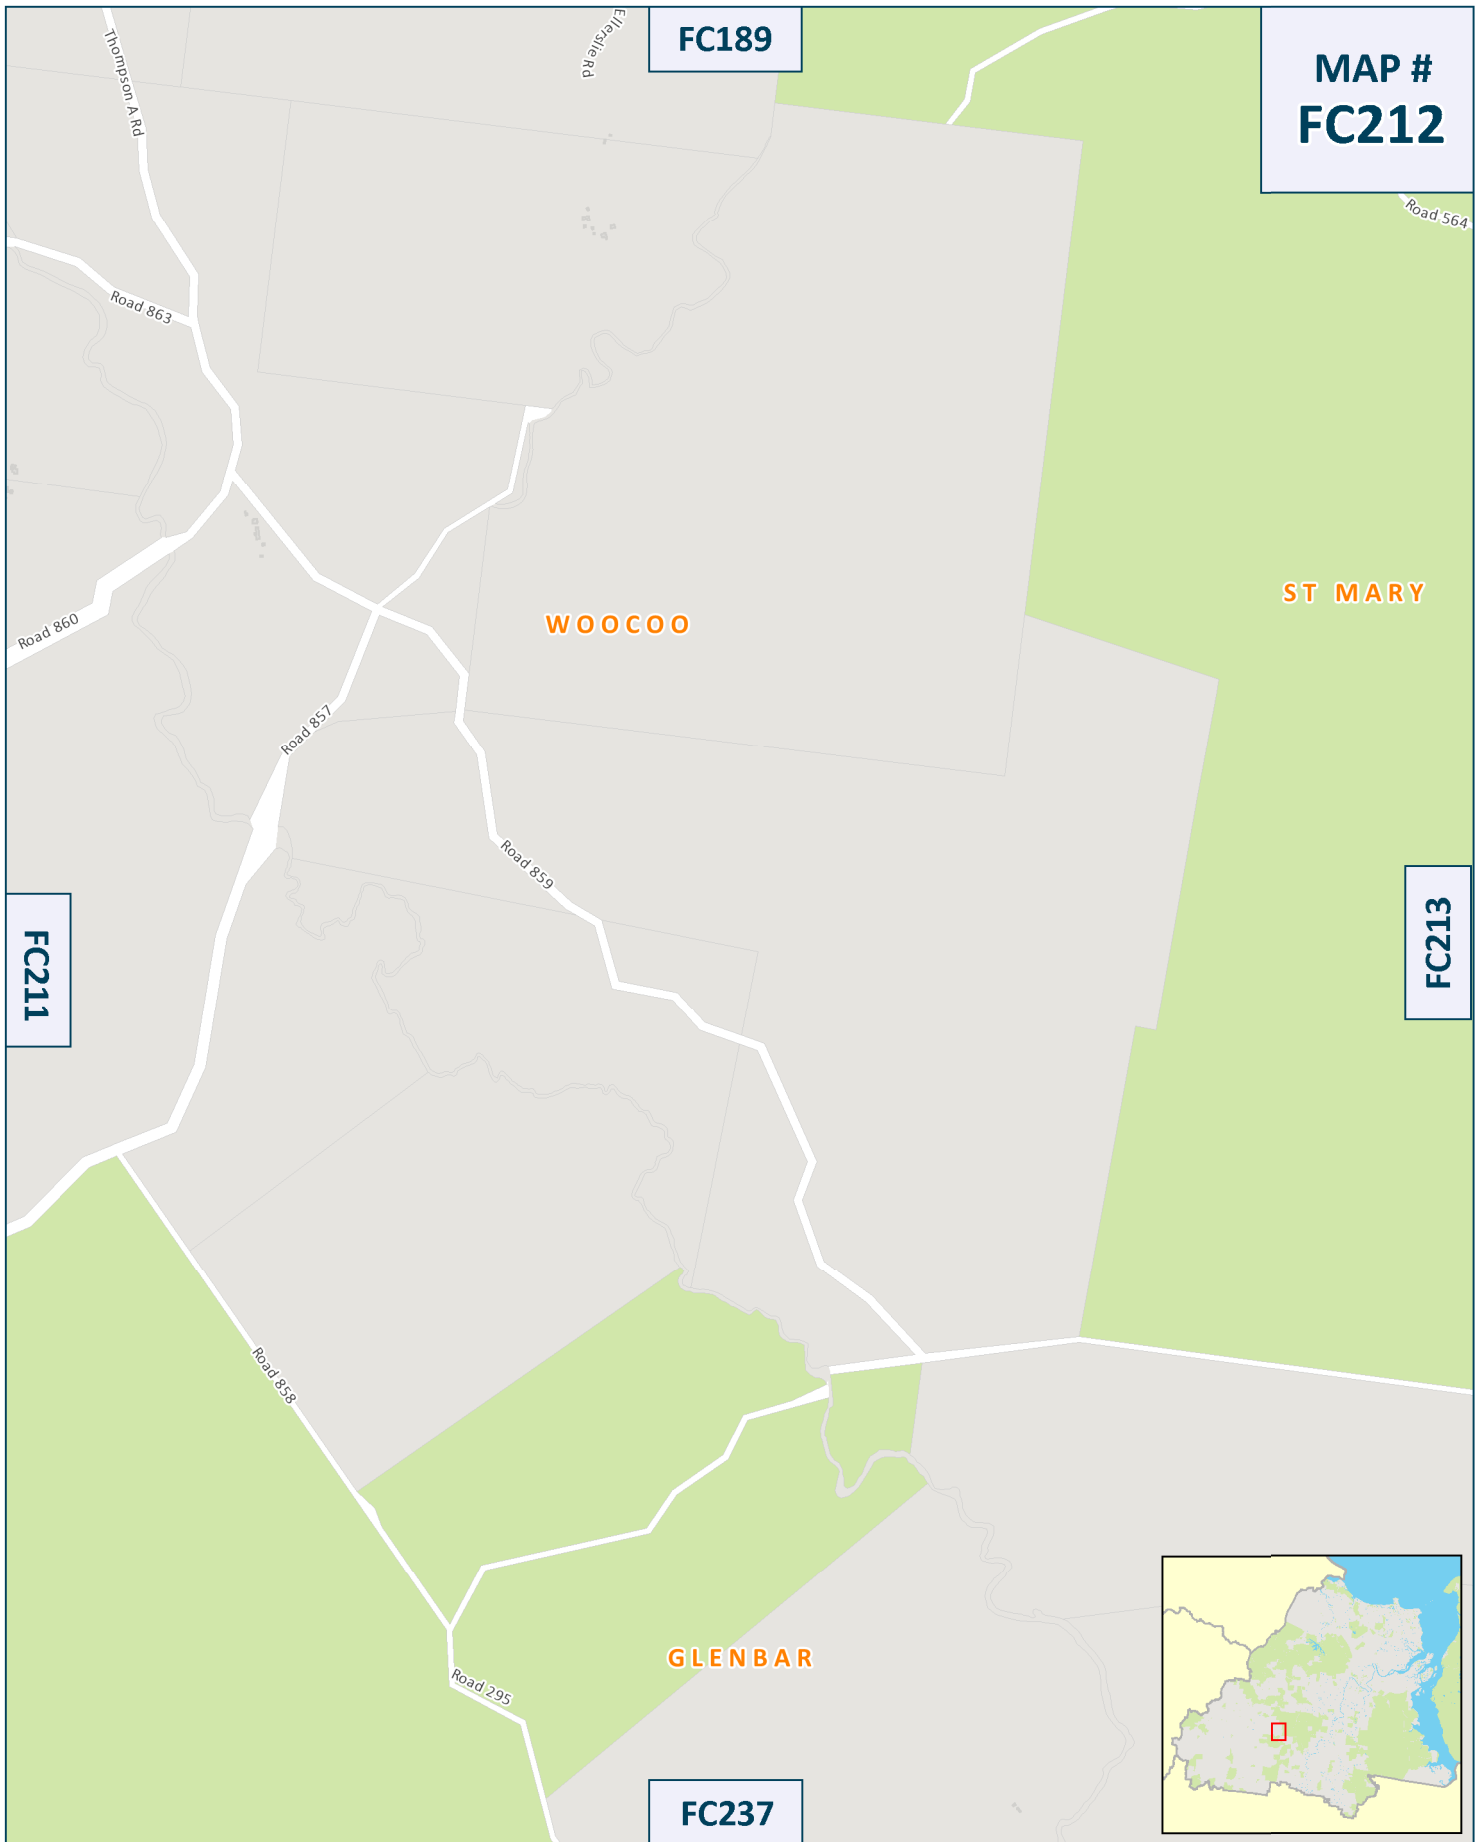 FC189
MAP #
FC212
Ellerslie Rd
Thompson A Rd
Road 564
Road 863
ST MARY
WOOCOO
Road 860
Road 857
Road 859
FC211
FC213
Road 858
GLENBAR
Road 295
FC237